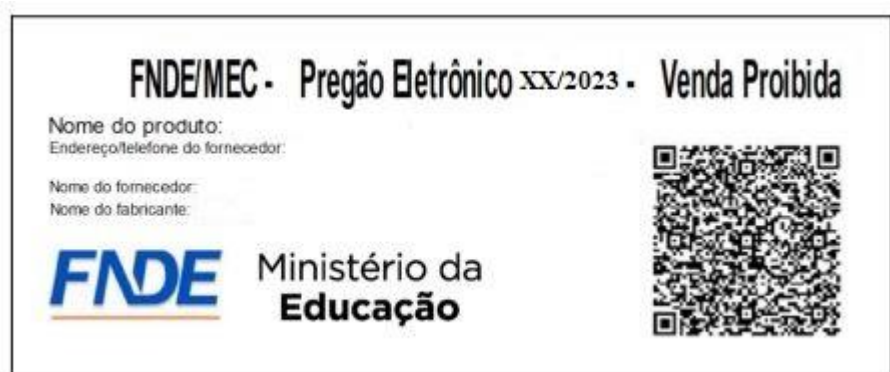 FNDE/MEC - Pregão Eletrônico XX/2023 - Venda Proibida
Nome do produto:
Endereço/telefone do fornecedor:
Nome do fornecedor:
Nome do fabricante:
FNDE
Ministério da
Educação